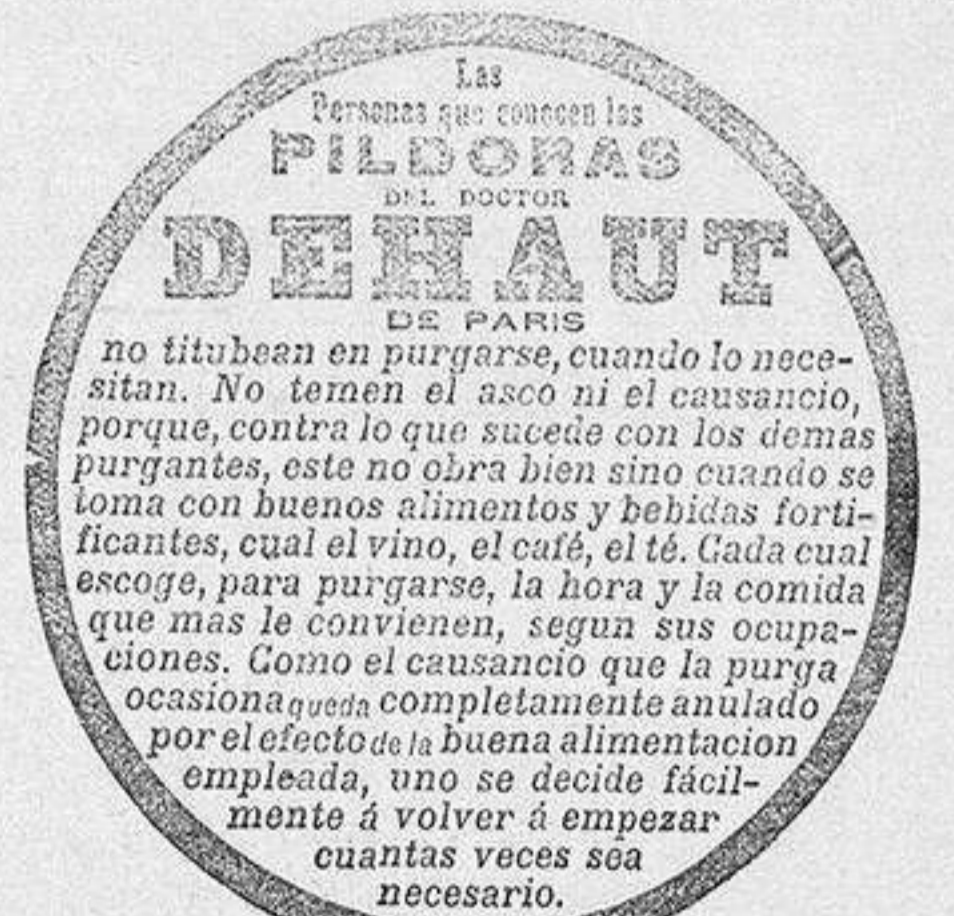 Las
Personas que conocen las
PILDORAS
DEL DOCTOR
DEHAUT
DE PARIS
no titubean en purgarse, cuando lo nece-
sitan. No temen el asco ni el causancio,
porque, contra lo que sucede con los demas
purgantes, este no obra bien sino cuando se
toma con buenos alimentos y bebidas forti-
ficantes, cual el vino, el café, el té. Cada cual
escoge, para purgarse, la hora y la comida
que mas le convienen, segun sus ocupa-
ciones. Como el causancio que la purga
ocasiona queda completamente anulado
por el efecto de la buena alimentacion
empleada, uno se decide fácil-
mente á volver á empezar
cuantas veces sea
necesario.